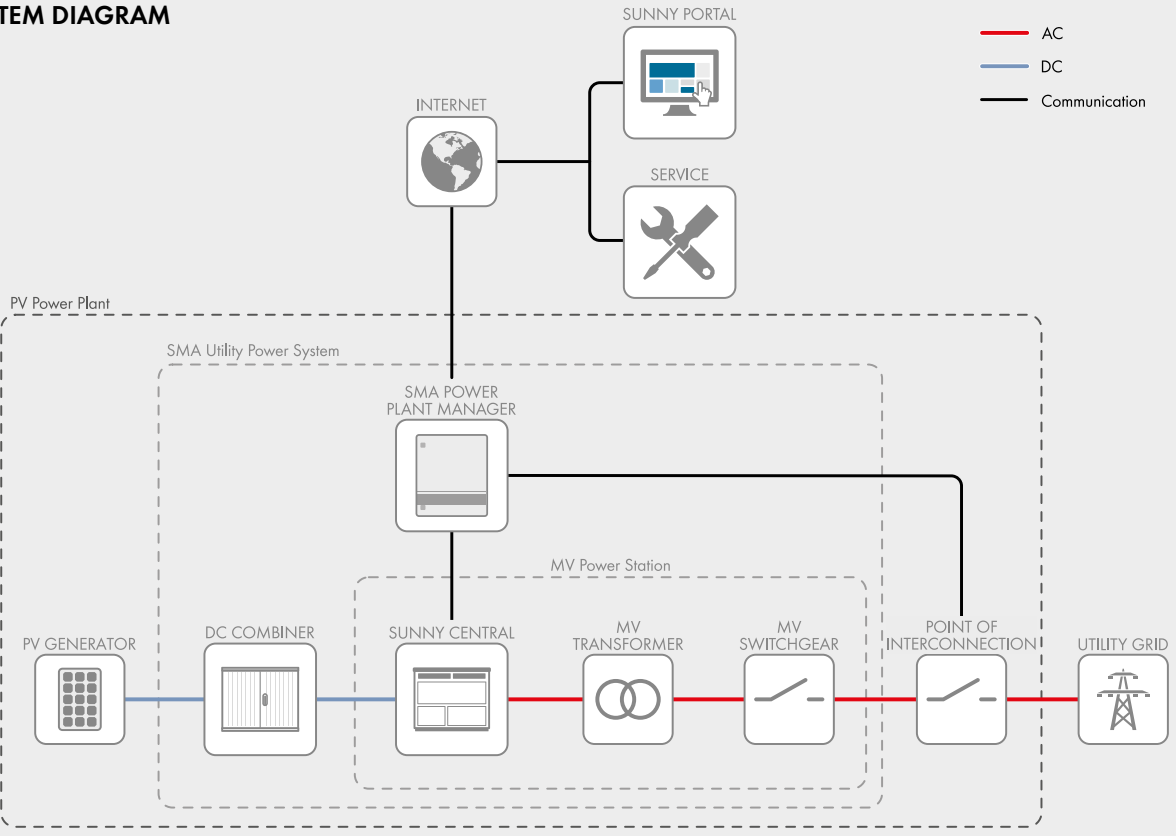 TEM DIAGRAM
SUNNY PORTAL
AC
DC
Communication
INTERNET
SERVICE
PV Power Plant
SMA Utility Power System
SMA POWER
PLANT MANAGER
MV Power Station
PV GENERATOR
DC COMBINER
SUNNY CENTRAL
MV
TRANSFORMER
MV
SWITCHGEAR
POINT OF
INTERCONNECTION
UTILITY GRID